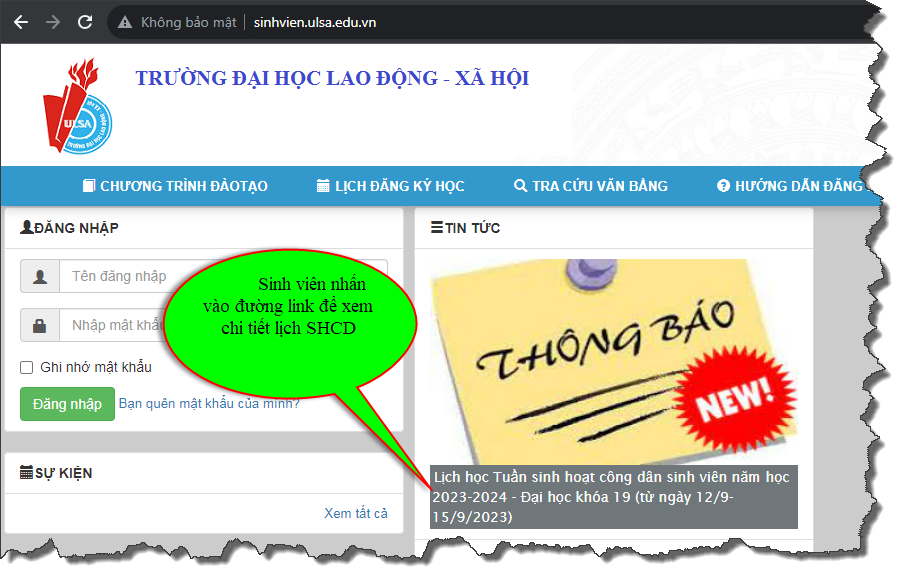 Không bảo mật
sinhvien.ulsa.edu.vn
TRƯỜNG ĐẠI HỌC LAO ĐỘNG - XÃ HỘI
ULSA
CHƯƠNG TRÌNH ĐÀOTẠO
LỊCH ĐĂNG KÝ HỌC
TRA CỨU VĂN BẰNG
HƯỚNG DẪN ĐĂNG
ĐĂNG NHẬP
Tên đăng nhập
Nhập mật khẩu
Ghi nhớ mật khẩu
Đăng nhập
Bạn quên mật khẩu của mình?
SỰ KIỆN
Xem tất cả
Sinh viên nhấn
vào đường link để xem
chi tiết lịch SHCD
TIN TỨC
THÔNG BÁO
NEW!
Lịch học Tuần sinh hoạt công dân sinh viên năm học
2023-2024 - Đại học khóa 19 (từ ngày 12/9-
15/9/2023)